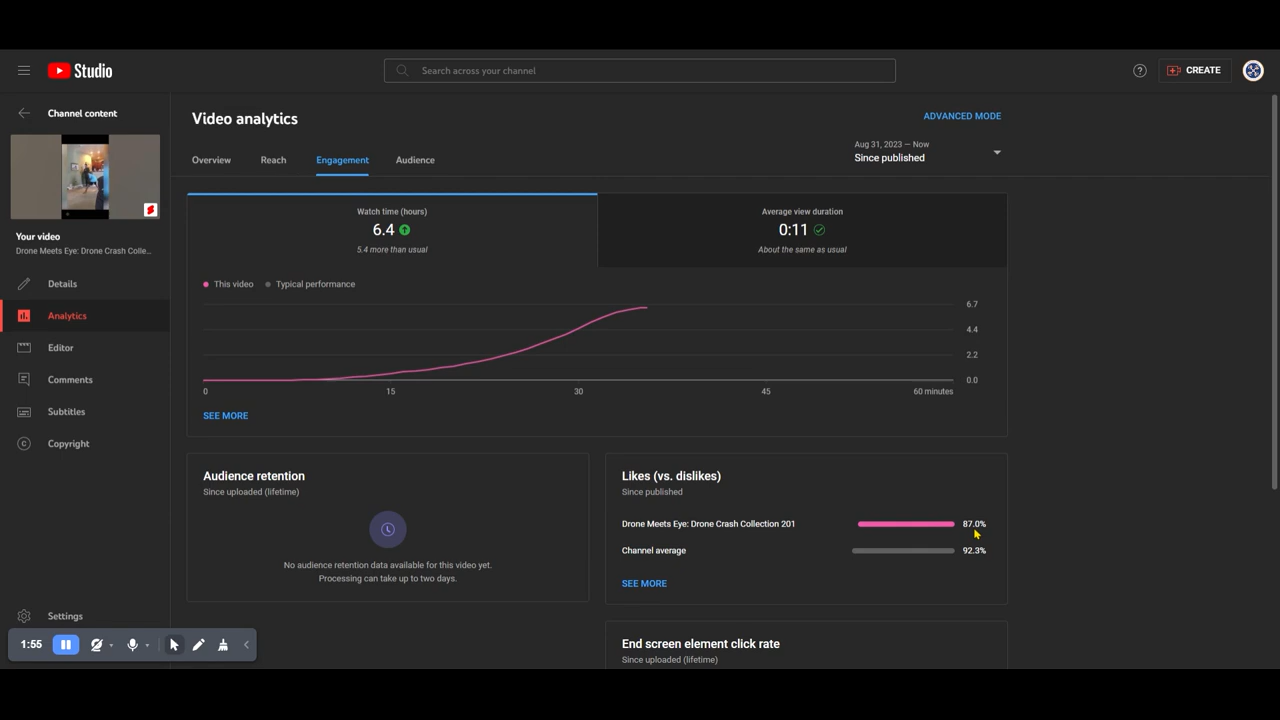 Studio
Search across your channel
?
CREATE
Channel content
Your video
Drone Meets Eye: Drone Crash Colle...
Details
Analytics
Editor
Comments
Subtitles
Copyright
Settings
1:55
Video analytics
ADVANCED MODE
Overview
Reach
Engagement
Audience
Aug 31, 2023 – Now
Since published
Watch time (hours)
6.4
5.4 more than usual
Average view duration
0:11
About the same as usual
This video
Typical performance
6.7
4.4
2.2
0.0
0 15 30 45 60 minutes
SEE MORE
Audience retention
Since uploaded (lifetime)
No audience retention data available for this video yet.
Processing can take up to two days.
Likes (vs. dislikes)
Since published
Drone Meets Eye: Drone Crash Collection 201 87.0%
Channel average 92.3%
SEE MORE
End screen element click rate
Since uploaded (lifetime)